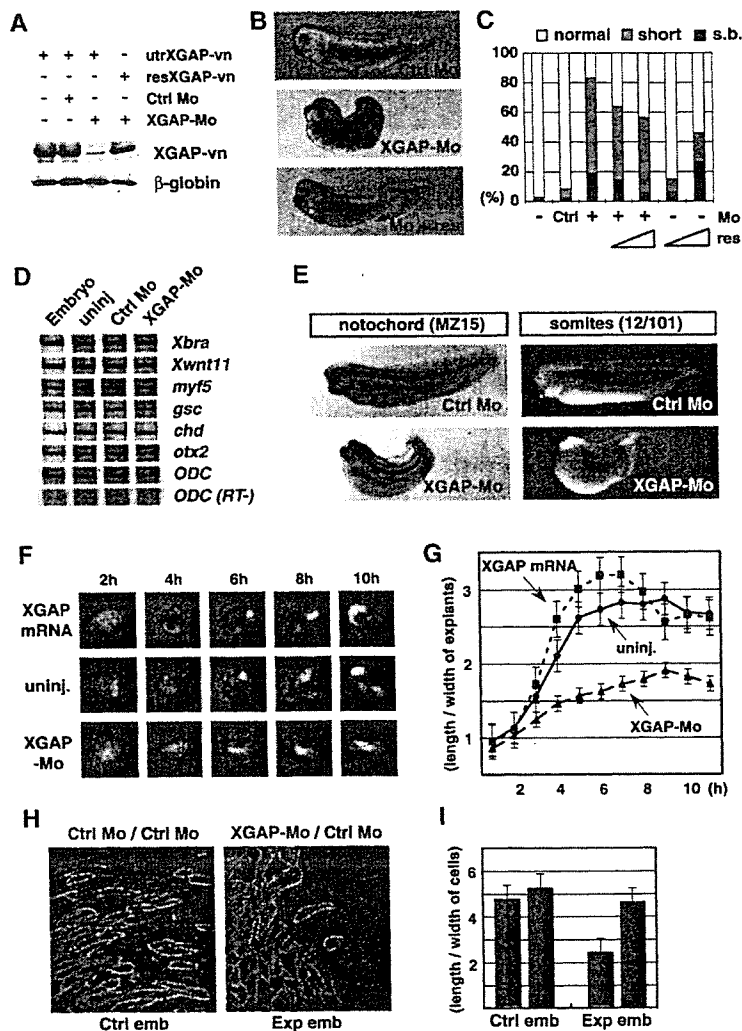 A
+ + + - utrXGAP-vn
- - - + resXGAP-vn
- + - - Ctrl Mo
- - + + XGAP-Mo
XGAP-vn
β-globin
B
Ctrl Mo
XGAP-Mo
C
normal short s.b.
100
80
60
40
20
(%) 0
- Ctrl + + + - - Mo
res
D
Embryo
uninj
Ctrl Mo
XGAP-Mo
Xbra
Xwnt11
myf5
gsc
chd
otx2
ODC
ODC (RT-)
E
notochord (MZ15) somites (12/101)
Ctrl Mo Ctrl Mo
XGAP-Mo XGAP-Mo
F
2h 4h 6h 8h 10h
XGAP
mRNA
uninj.
XGAP
-Mo
G
(length / width of explants)
3
2
1
XGAP mRNA
uninj.
XGAP-Mo
2 4 6 8 10 (h)
H
Ctrl Mo / Ctrl Mo XGAP-Mo / Ctrl Mo
Ctrl emb Exp emb
I
(length / width of cells)
6
4
2
Ctrl emb Exp emb